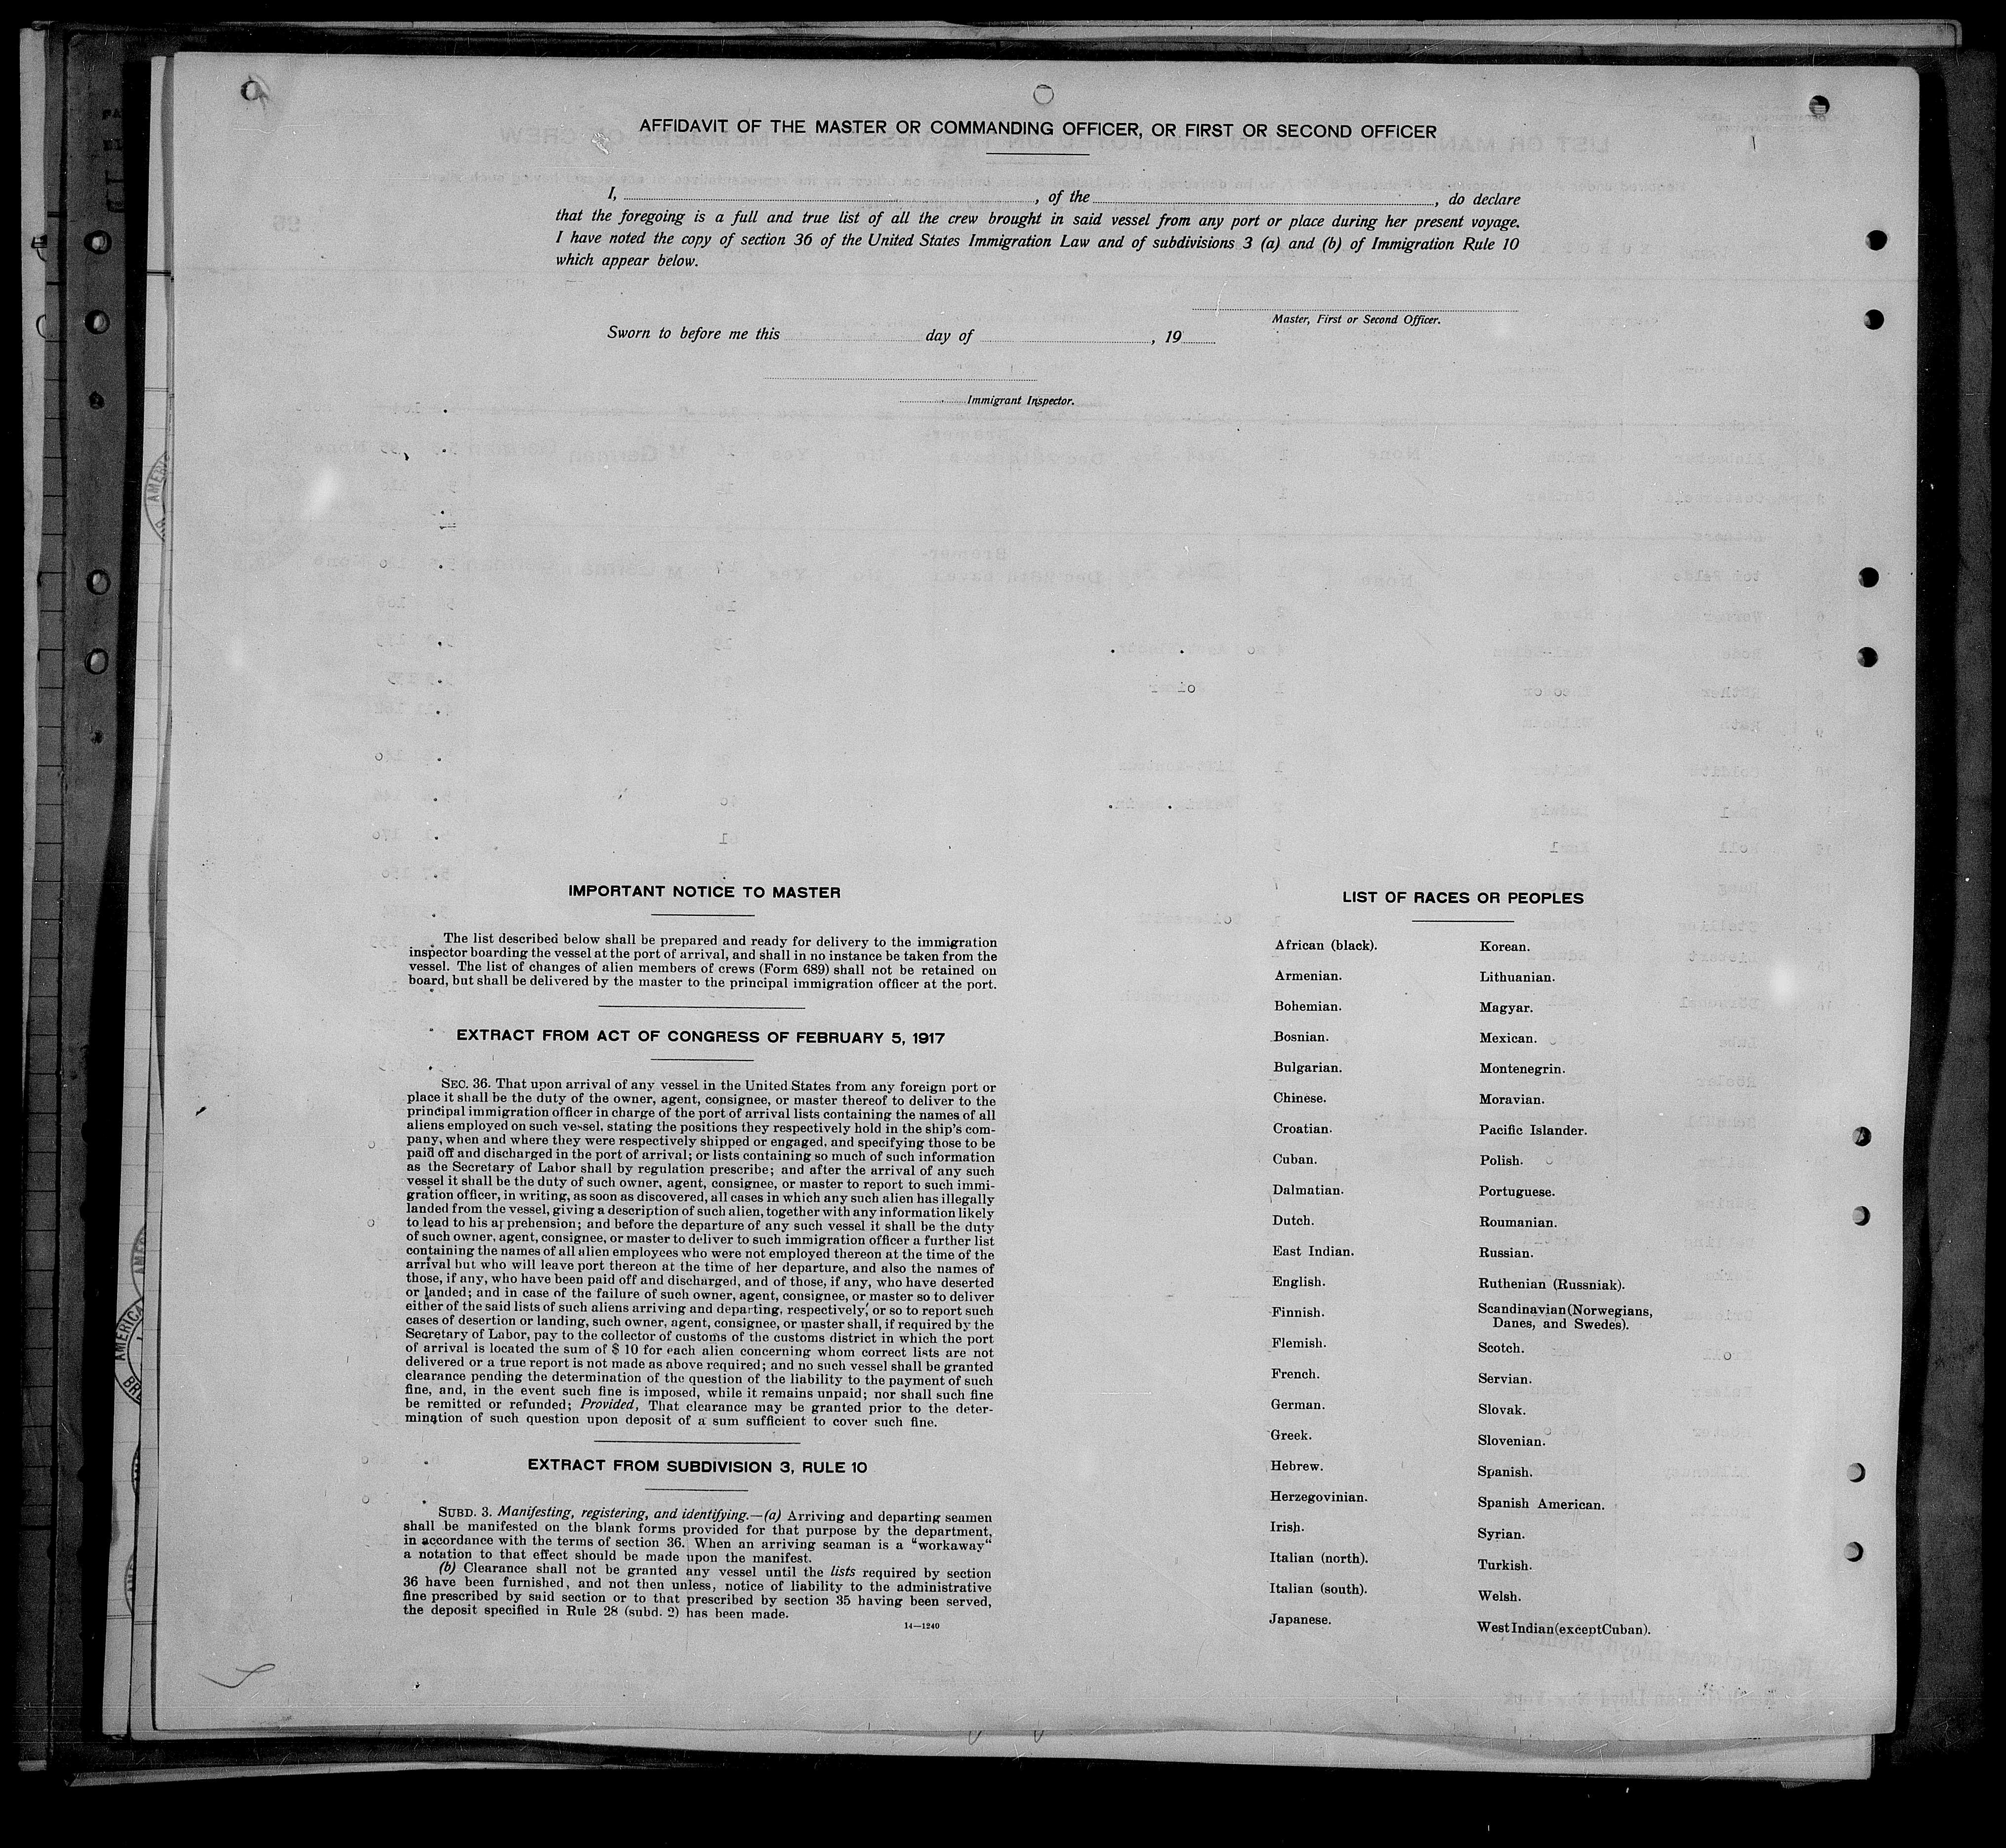 AFFIDAVIT OF THE MASTER OR COMMANDING OFFICER, OR FIRST OR SECOND OFFICER
I, , of the , do declare
that the foregoing is a full and true list of all the crew brought in said vessel from any port or place during her present voyage.
I have noted the copy of section 36 of the United States Immigration Law and of subdivisions 3 (a) and (b) of Immigration Rule 10
which appear below.
Master, First or Second Officer.
Sworn to before me this day of , 19
Immigrant Inspector.
IMPORTANT NOTICE TO MASTER
The list described below shall be prepared and ready for delivery to the immigration
inspector boarding the vessel at the port of arrival, and shall in no instance be taken from the
vessel. The list of changes of alien members of crews (Form 689) shall not be retained on
board, but shall be delivered by the master to the principal immigration officer at the port.
EXTRACT FROM ACT OF CONGRESS OF FEBRUARY 5, 1917
SEC. 36. That upon arrival of any vessel in the United States from any foreign port or
place it shall be the duty of the owner, agent, consignee, or master thereof to deliver to the
principal immigration officer in charge of the port of arrival lists containing the names of all
aliens employed on such vessel, stating the positions they respectively hold in the ship's com-
pany, when and where they were respectively shipped or engaged, and specifying those to be
paid off and discharged in the port of arrival; or lists containing so much of such information
as the Secretary of Labor shall by regulation prescribe; and after the arrival of any such
vessel it shall be the duty of such owner, agent, consignee, or master to report to such immi-
gration officer, in writing, as soon as discovered, all cases in which any such alien has illegally
landed from the vessel, giving a description of such alien, together with any information likely
to lead to his apprehension; and before the departure of any such vessel it shall be the duty
of such owner, agent, consignee, or master to deliver to such immigration officer a further list
containing the names of all alien employees who were not employed thereon at the time of the
arrival but who will leave port thereon at the time of her departure, and also the names of
those, if any, who have been paid off and discharged, and of those, if any, who have deserted
or landed; and in case of the failure of such owner, agent, consignee, or master so to deliver
either of the said lists of such aliens arriving and departing, respectively, or so to report such
cases of desertion or landing, such owner, agent, consignee, or master shall, if required by the
Secretary of Labor, pay to the collector of customs of the customs district in which the port
of arrival is located the sum of $ 10 for each alien concerning whom correct lists are not
delivered or a true report is not made as above required; and no such vessel shall be granted
clearance pending the determination of the question of the liability to the payment of such
fine, and, in the event such fine is imposed, while it remains unpaid; nor shall such fine
be remitted or refunded; Provided, That clearance may be granted prior to the deter-
mination of such question upon deposit of a sum sufficient to cover such fine.
EXTRACT FROM SUBDIVISION 3, RULE 10
SUBD. 3. Manifesting, registering, and identifying.—(a) Arriving and departing seamen
shall be manifested on the blank forms provided for that purpose by the department,
in accordance with the terms of section 36. When an arriving seaman is a “workaway“
a notation to that effect should be made upon the manifest.
(b) Clearance shall not be granted any vessel until the lists required by section
36 have been furnished, and not then unless, notice of liability to the administrative
fine prescribed by said section or to that prescribed by section 35 having been served,
the deposit specified in Rule 28 (subd. 2) has been made.
14—1240
LIST OF RACES OR PEOPLES
African (black).
Armenian.
Bohemian.
Bosnian.
Bulgarian.
Chinese.
Croatian.
Cuban.
Dalmatian.
Dutch.
East Indian.
English.
Finnish.
Flemish.
French.
German.
Greek.
Hebrew.
Herzegovinian.
Irish.
Italian (north).
Italian (south).
Japanese.
Korean.
Lithuanian.
Magyar.
Mexican.
Montenegrin.
Moravian.
Pacific Islander.
Polish.
Portuguese.
Roumanian.
Russian.
Ruthenian (Russniak).
Scandinavian (Norwegians,
Danes, and Swedes).
Scotch.
Servian.
Slovak.
Slovenian.
Spanish.
Spanish American.
Syrian.
Turkish.
Welsh.
West Indian (except Cuban).